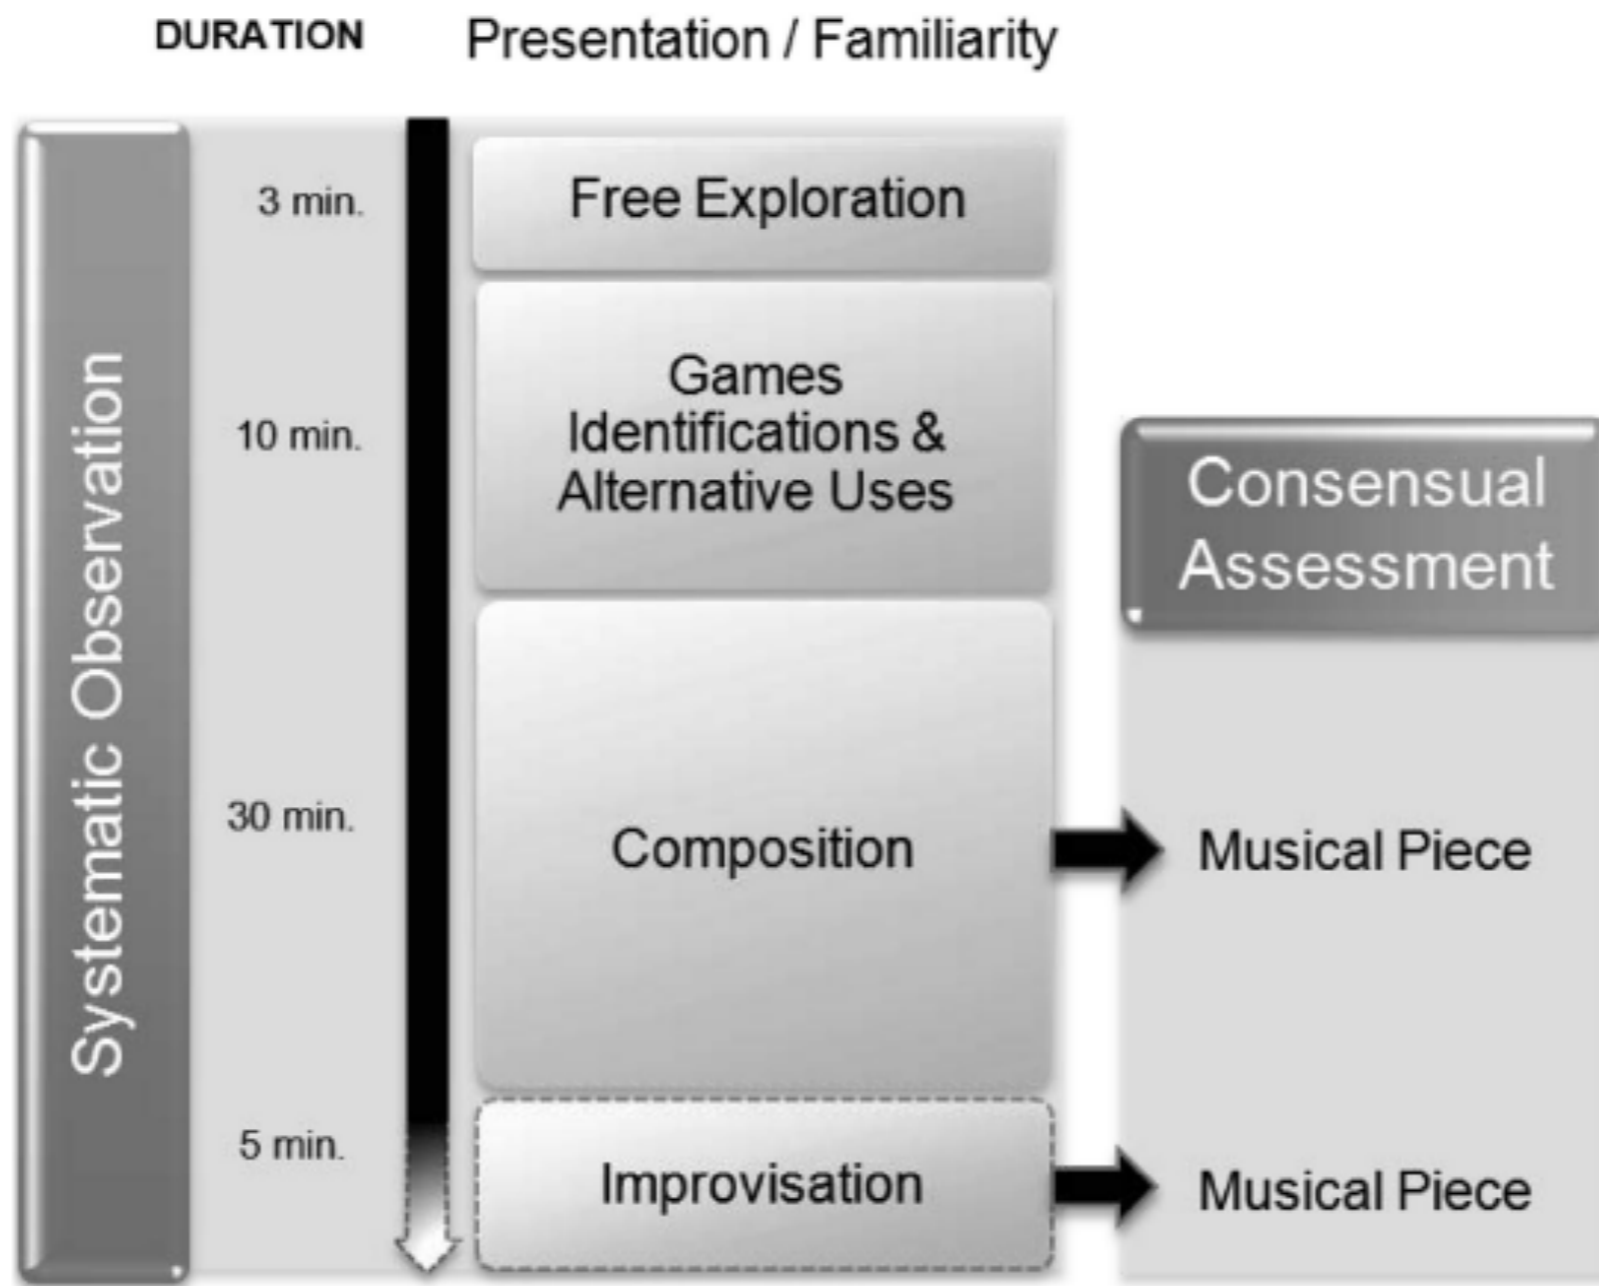 DURATION
Presentation / Familiarity
Systematic Observation
3 min.
Free Exploration
10 min.
Games
Identifications &
Alternative Uses
Consensual
Assessment
30 min.
Composition
Musical Piece
5 min.
Improvisation
Musical Piece